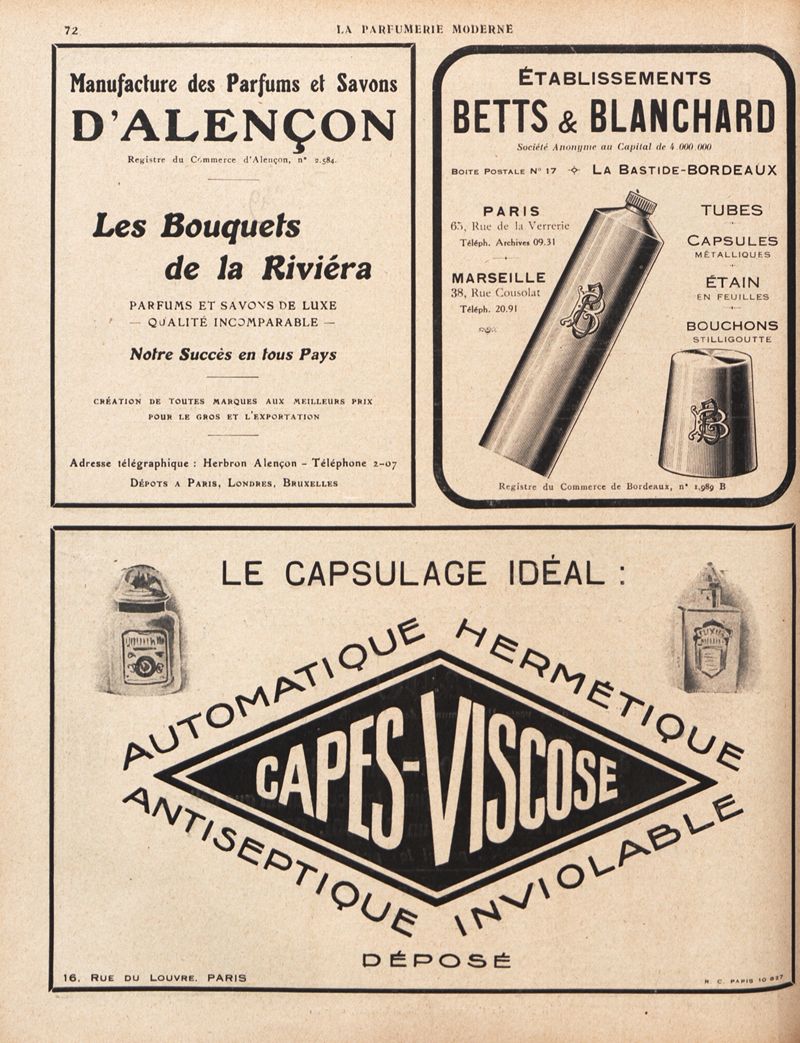 72
LA PARFUMERIE MODERNE
Manufacture des Parfums et Savons
D'ALENÇON
Registre du Commerce d'Alençon, n° 2.584.
Les Bouquets
de la Riviéra
PARFUMS ET SAVONS DE LUXE
— QUALITÉ INCOMPARABLE —
Notre Succès en tous Pays
CRÉATION DE TOUTES MARQUES AUX MEILLEURS PRIX
POUR LE GROS ET L'EXPORTATION
Adresse télégraphique : Herbron Alençon - Téléphone 2-07
DÉPOTS A PARIS, LONDRES, BRUXELLES
ÉTABLISSEMENTS
BETTS & BLANCHARD
Société Anonyme au Capital de 4.000.000
BOITE POSTALE N° 17 ✧ LA BASTIDE-BORDEAUX
PARIS
65, Rue de la Verrerie
Téléph. Archives 09.31
MARSEILLE
38, Rue Cousolat
Téléph. 20.91
TUBES
CAPSULES
MÉTALLIQUES
ÉTAIN
EN FEUILLES
BOUCHONS
STILLIGOUTTE
Registre du Commerce de Bordeaux, n° 1.989 B
LE CAPSULAGE IDÉAL :
AUTOMATIQUE HERMÉTIQUE
CAPES-VISCOSE
ANTISEPTIQUE INVIOLABLE
DÉPOSÉ
16, RUE DU LOUVRE. PARIS
R. C. PARIS 10 827